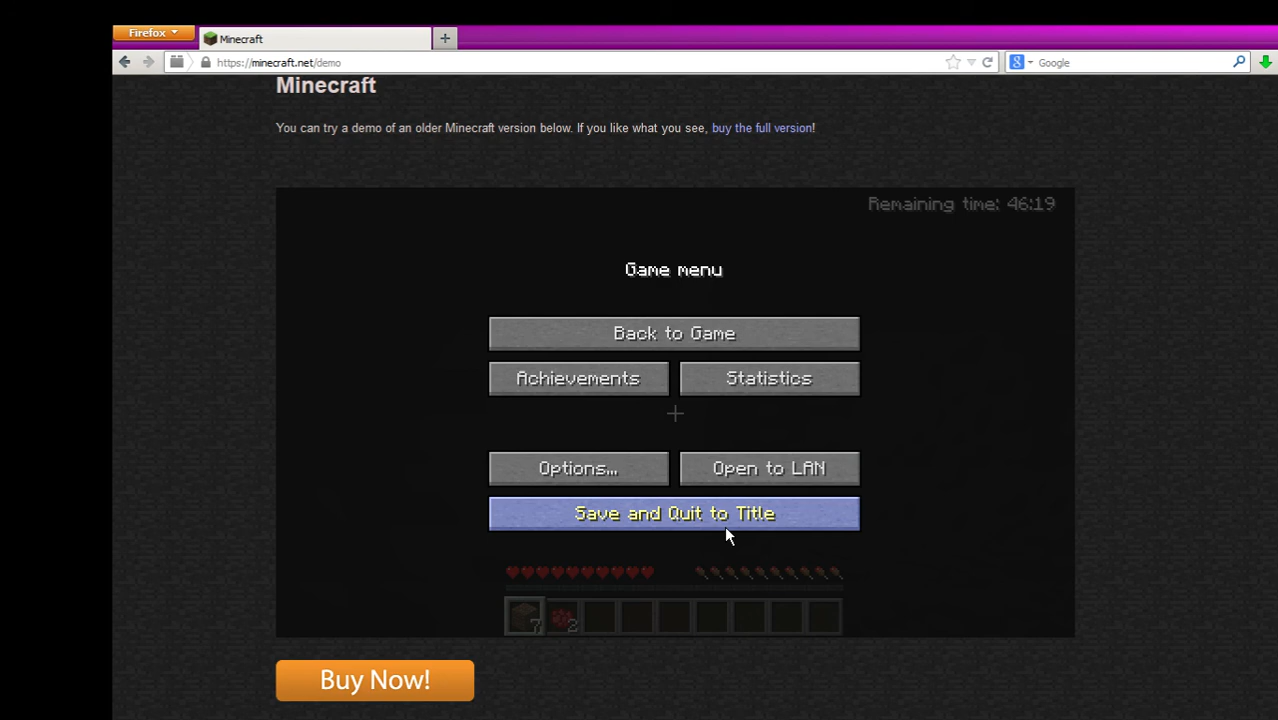 Firefox
Minecraft
https://minecraft.net/demo
Google
Minecraft
You can try a demo of an older Minecraft version below. If you like what you see, buy the full version!
Remaining time: 46:19
Game menu
Back to Game
Achievements
Statistics
Options...
Open to LAN
Save and Quit to Title
7
2
Buy Now!